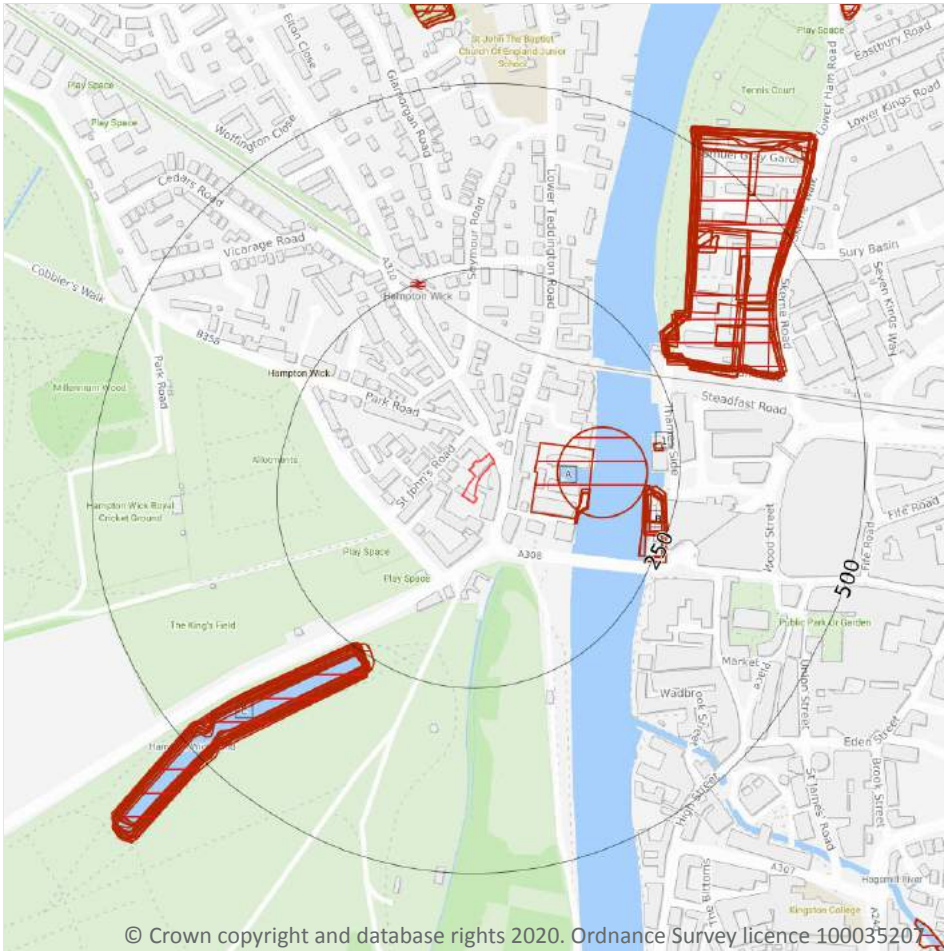 Elton Close
Glamorgan Road
St John The Baptist
Church Of England Junior
School
Play Space
Eastbury Road
Lower Ham Road
Play Space
Play Space
Tennis Court
Lower Kings Road
Woffington Close
Cedars Road
Vicarage Road
Seymour Road
Lower Teddington Road
A310
Hampton Wick
Sury Basin
Skerne Road
Seven Kings Way
Cobbler's Walk
B358
Park Road
Millennium Wood
Hampton Wick
Park Road
Steadfast Road
Thames Side
Allotments
St John's Road
A
Hampton Wick Royal
Cricket Ground
Wood Street
Fife Road
Fife Road
Play Space
A308
250
500
Play Space
The King's Field
Public Park Or Garden
Market
Place
Union Street
Eden Street
Brook Street
High Street
St James' Road
A307
Hogsmill River
Kingston College
© Crown copyright and database rights 2020. Ordnance Survey licence 100035207.